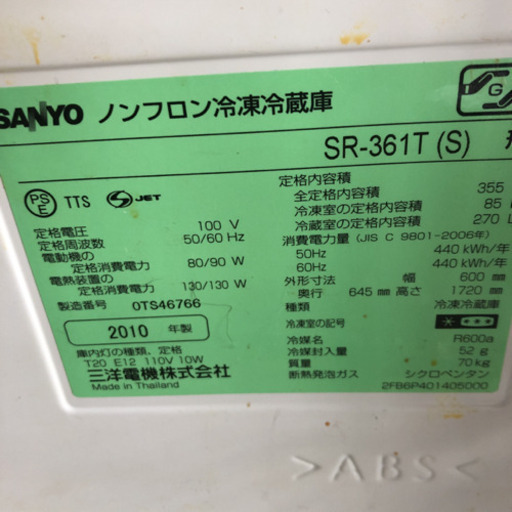 SANYO ノンフロン冷凍冷蔵庫
G
SR-361T (S)
PS
E TTS JET
定格電圧 100 V
定格周波数 50/60 Hz
電動機の
定格消費電力 80/90 W
電熱装置の
定格消費電力 130/130 W
製造番号 0TS46766
2010 年製
庫内灯の種類、定格
T20 E12 110V 10W
三洋電機株式会社
Made in Thailand
定格内容積
全定格内容積 355
冷凍室の定格内容積 85
冷蔵室の定格内容積 270 L
消費電力量 (JIS C 9801-2006年)
50Hz 440 kWh/年
60Hz 440 kWh/年
外形寸法 幅 600 mm
奥行 645 mm 高さ 1720 mm
種類 冷凍冷蔵庫
冷凍室の記号
冷媒名 R600a
冷媒封入量 52 g
質量 70 kg
断熱発泡ガス シクロペンタン
2FB6P401405000
>ABS<